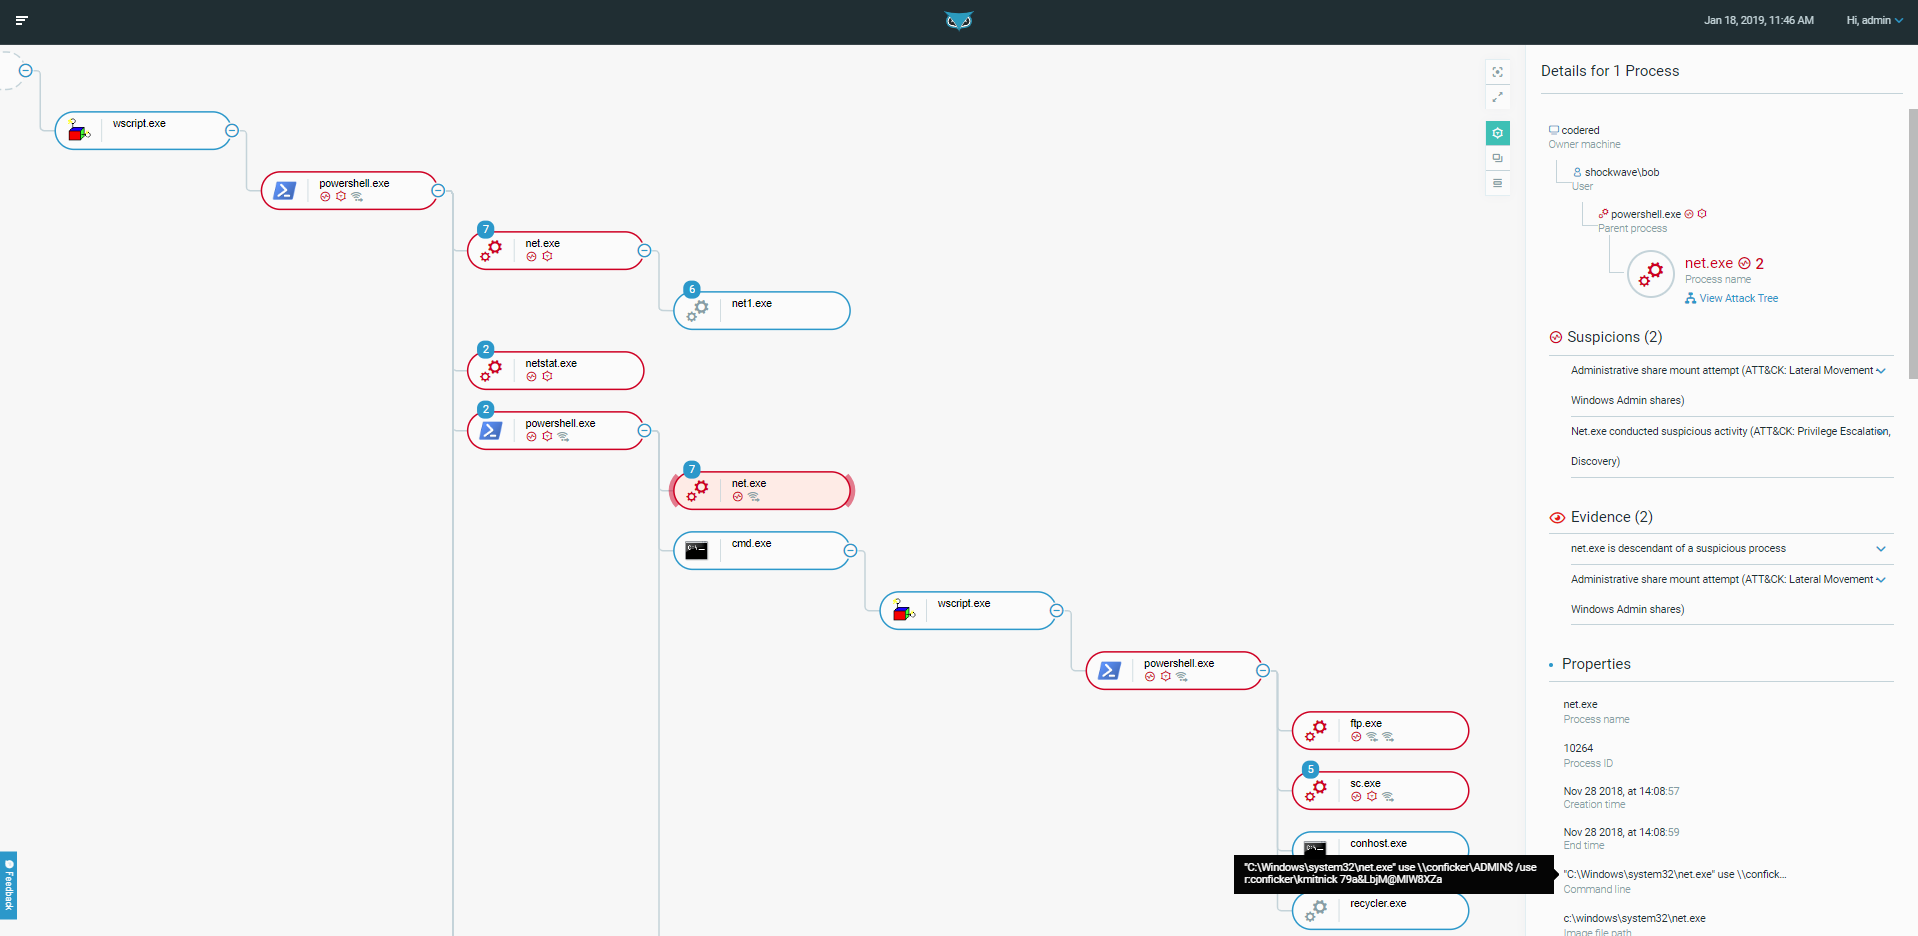 Jan 18, 2019, 11:46 AM
Hi, admin
wscript.exe
powershell.exe
7
net.exe
6
net1.exe
2
netstat.exe
2
powershell.exe
7
net.exe
cmd.exe
wscript.exe
powershell.exe
ftp.exe
5
sc.exe
conhost.exe
"C:\Windows\system32\net.exe" use \\conficker\ADMIN$ /use
r:conficker\kmitnick 79a&LbjM@MIW8XZa
recycler.exe
Feedback
Details for 1 Process
codered
Owner machine
shockwave\bob
User
powershell.exe
Parent process
net.exe 2
Process name
View Attack Tree
Suspicions (2)
Administrative share mount attempt (ATT&CK: Lateral Movement -
Windows Admin shares)
Net.exe conducted suspicious activity (ATT&CK: Privilege Escalation,
Discovery)
Evidence (2)
net.exe is descendant of a suspicious process
Administrative share mount attempt (ATT&CK: Lateral Movement -
Windows Admin shares)
Properties
net.exe
Process name
10264
Process ID
Nov 28 2018, at 14:08:57
Creation time
Nov 28 2018, at 14:08:59
End time
"C:\Windows\system32\net.exe" use \\confick...
Command line
c:\windows\system32\net.exe
Image file path